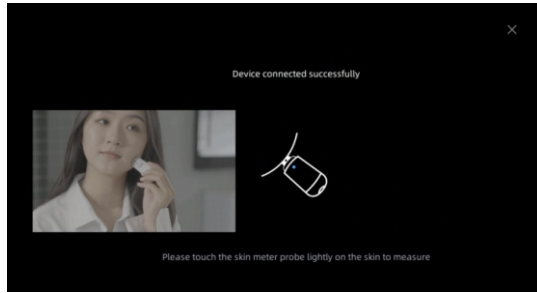 Device connected successfully
Please touch the skin meter probe lightly on the skin to measure